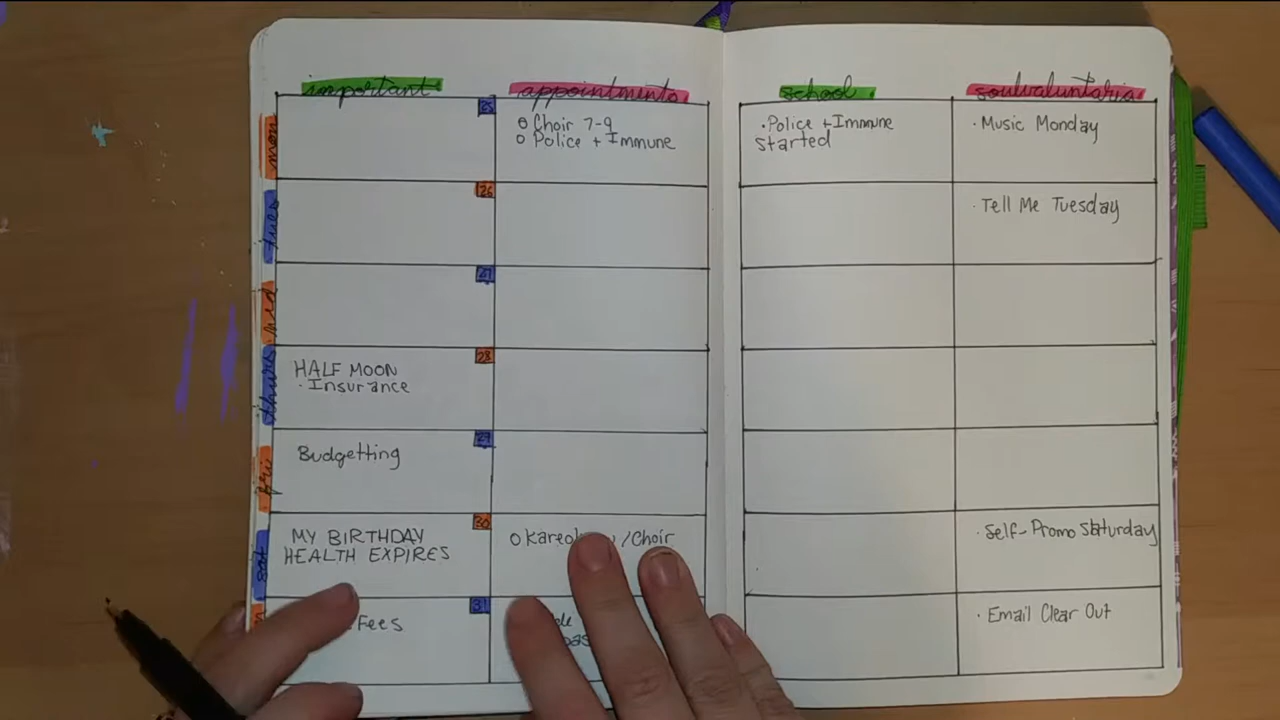 important
appointments
school
soulvaluntaria
mon
25
o Choir 7-9
o Police + Immune
· Police + Immune
started
· Music Monday
tues
26
· Tell Me Tuesday
wed
27
thurs
28
HALF MOON
· Insurance
fri
29
Budgetting
sat
30
MY BIRTHDAY
HEALTH EXPIRES
/Choir
· Self-Promo Saturday
31
Fees
· Email Clear Out